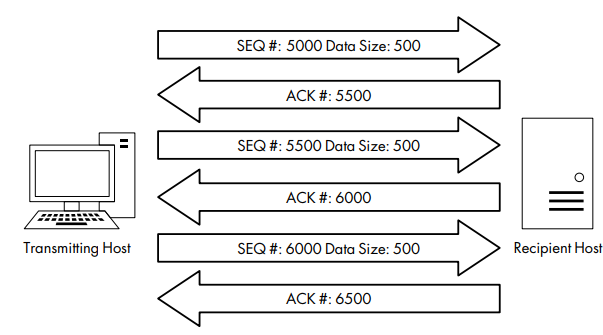 SEQ #: 5000 Data Size: 500
ACK #: 5500
SEQ #: 5500 Data Size: 500
ACK #: 6000
Transmitting Host
SEQ #: 6000 Data Size: 500
Recipient Host
ACK #: 6500